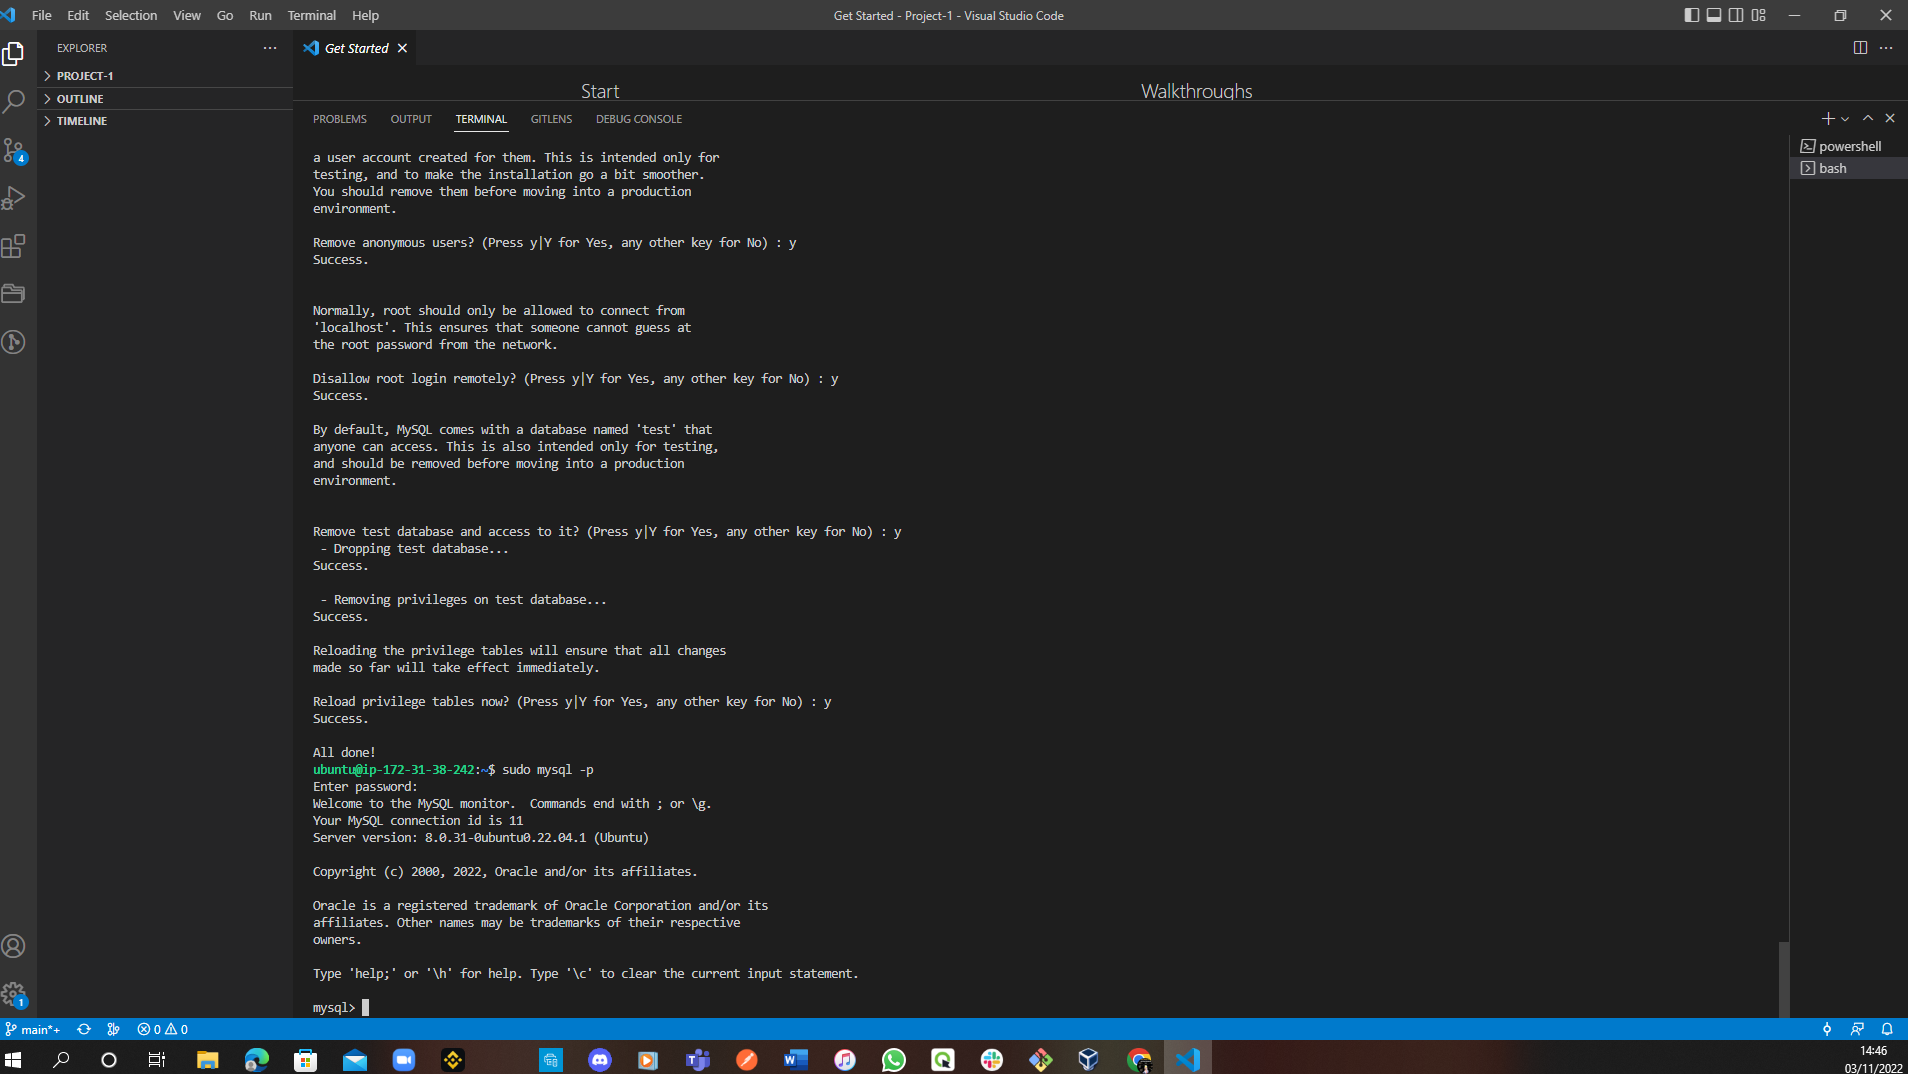 File Edit Selection View Go Run Terminal Help
Get Started - Project-1 - Visual Studio Code
EXPLORER
Get Started
PROJECT-1
OUTLINE
TIMELINE
Start
Walkthroughs
PROBLEMS OUTPUT TERMINAL GITLENS DEBUG CONSOLE
powershell
bash
a user account created for them. This is intended only for
testing, and to make the installation go a bit smoother.
You should remove them before moving into a production
environment.
Remove anonymous users? (Press y|Y for Yes, any other key for No) : y
Success.
Normally, root should only be allowed to connect from
'localhost'. This ensures that someone cannot guess at
the root password from the network.
Disallow root login remotely? (Press y|Y for Yes, any other key for No) : y
Success.
By default, MySQL comes with a database named 'test' that
anyone can access. This is also intended only for testing,
and should be removed before moving into a production
environment.
Remove test database and access to it? (Press y|Y for Yes, any other key for No) : y
- Dropping test database...
Success.
- Removing privileges on test database...
Success.
Reloading the privilege tables will ensure that all changes
made so far will take effect immediately.
Reload privilege tables now? (Press y|Y for Yes, any other key for No) : y
Success.
All done!
ubuntu@ip-172-31-38-242:~$ sudo mysql -p
Enter password:
Welcome to the MySQL monitor.  Commands end with ; or \g.
Your MySQL connection id is 11
Server version: 8.0.31-0ubuntu0.22.04.1 (Ubuntu)
Copyright (c) 2000, 2022, Oracle and/or its affiliates.
Oracle is a registered trademark of Oracle Corporation and/or its
affiliates. Other names may be trademarks of their respective
owners.
Type 'help;' or '\h' for help. Type '\c' to clear the current input statement.
mysql>
4
1
main*+ 0 0
14:46
03/11/2022